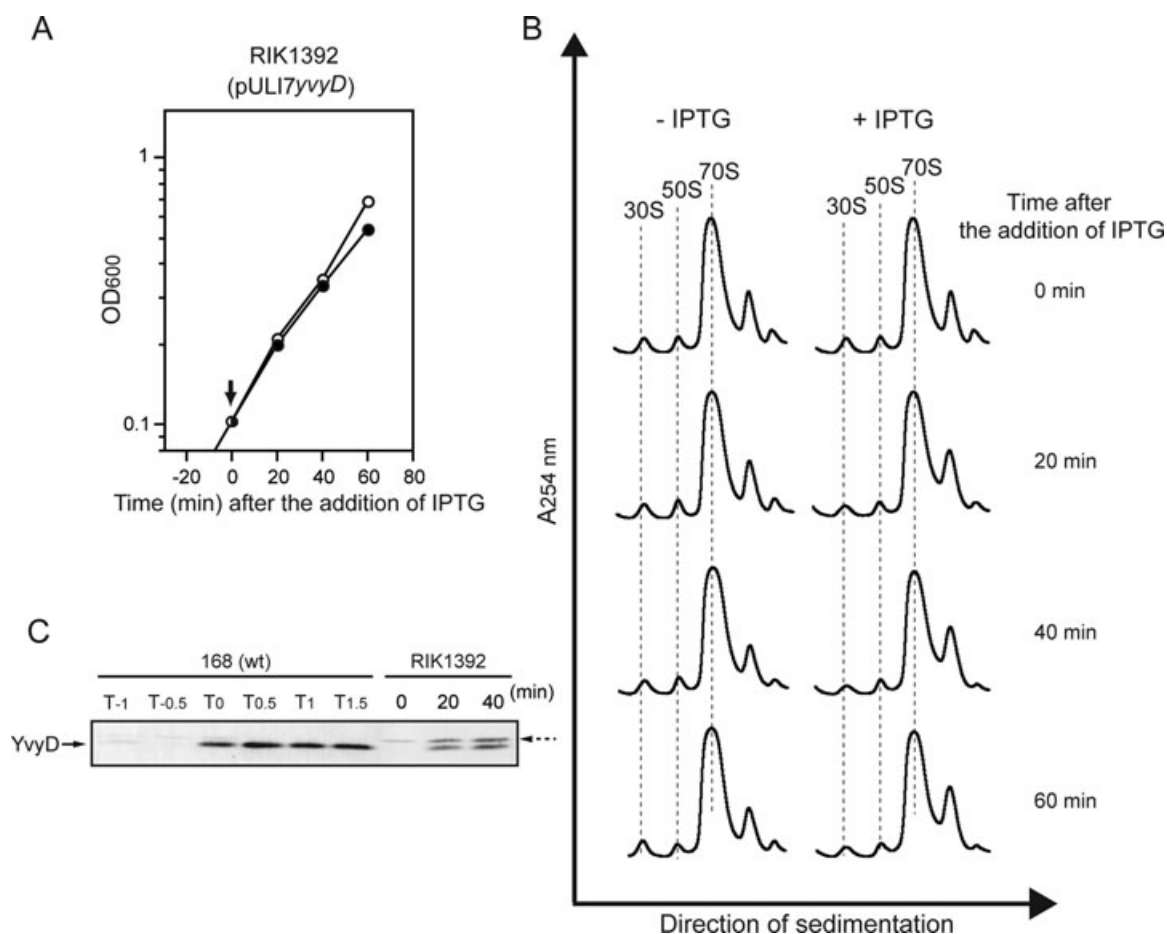 A
RIK1392
(pULI7yvyD)
1
OD600
0.1
-20 0 20 40 60 80
Time (min) after the addition of IPTG
B
- IPTG + IPTG
30S 50S 70S 30S 50S 70S
Time after
the addition of IPTG
0 min
20 min
40 min
60 min
A254 nm
Direction of sedimentation
C
168 (wt) RIK1392
T-1 T-0.5 T0 T0.5 T1 T1.5 0 20 40 (min)
YvyD